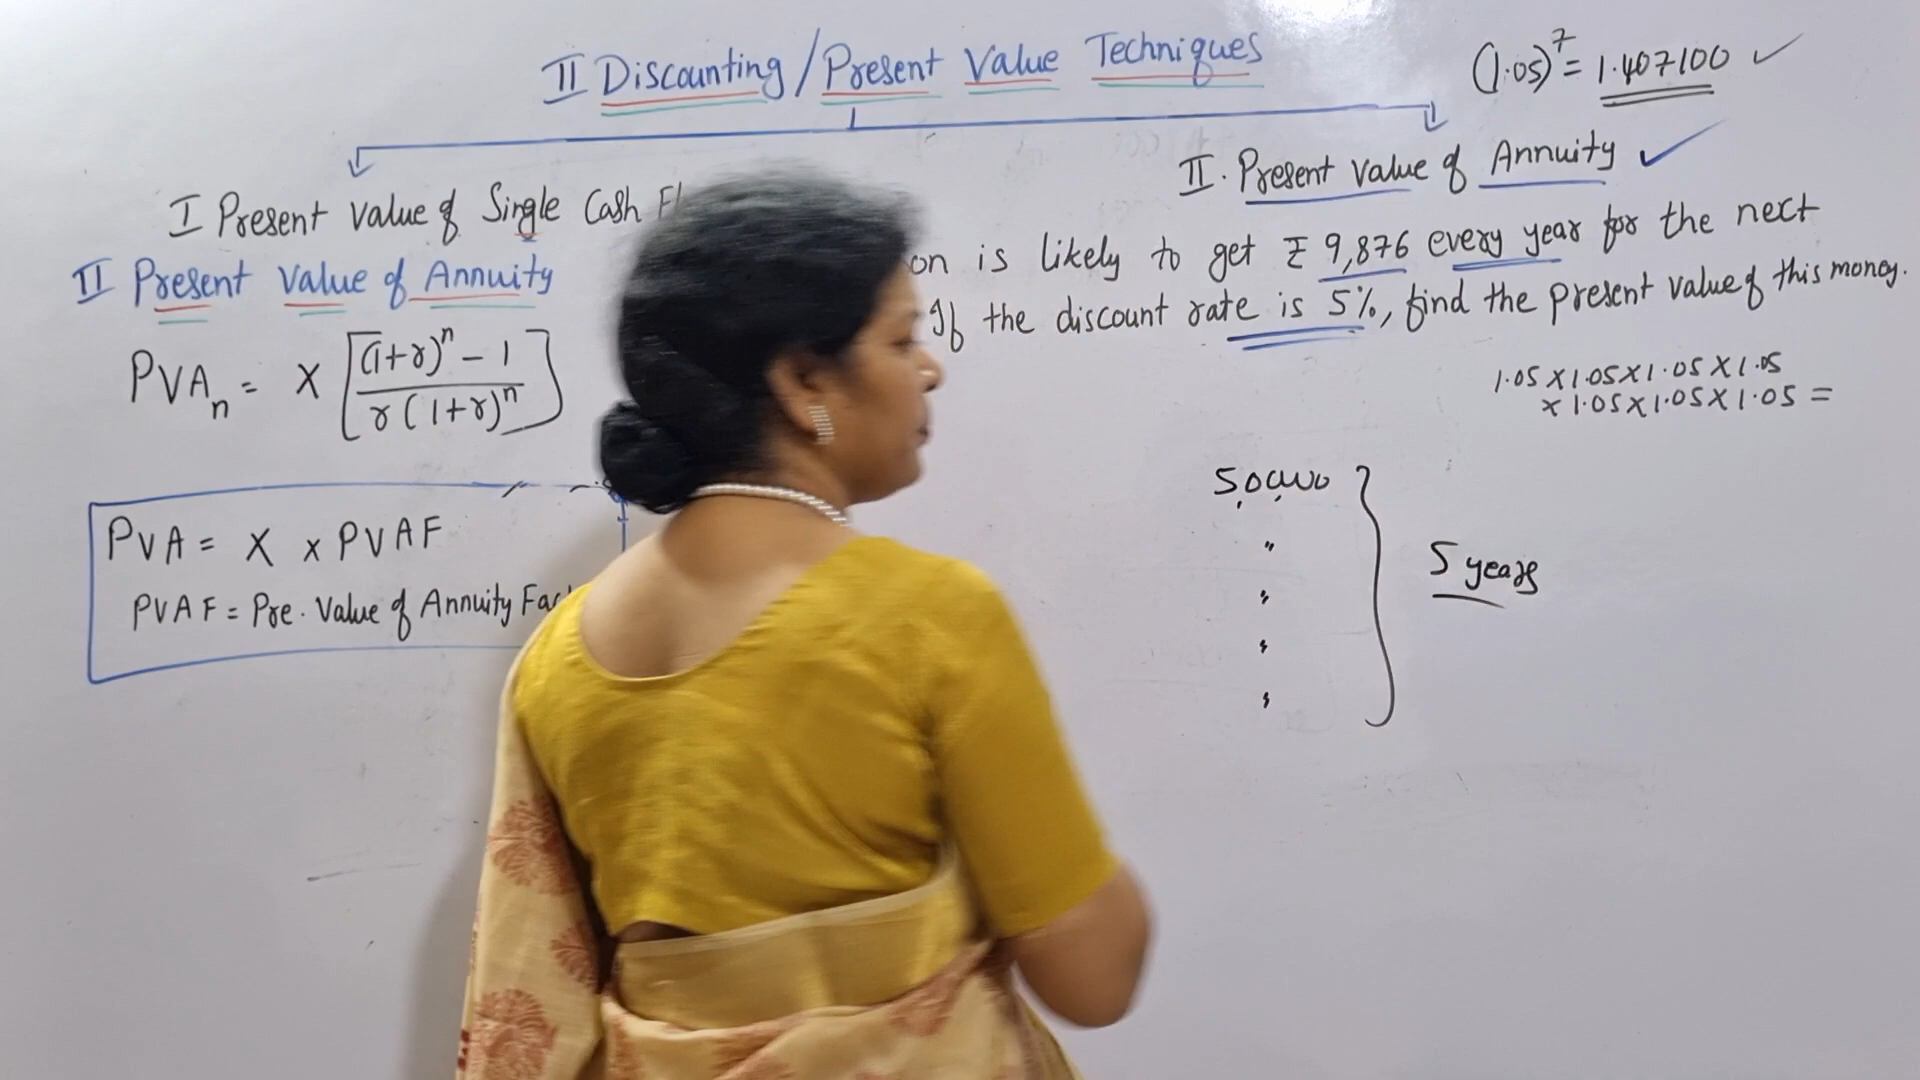 II Discounting/Present Value Techniques
(1.05)⁷ = 1.407100 ✓
I Present Value of Single Cash Fl
II. Present Value of Annuity ✓
II Present Value of Annuity
on is likely to get ₹ 9,876 every year for the next
If the discount rate is 5%, find the present value of this money.
PVAₙ = X [(1+r)ⁿ - 1 / r(1+r)ⁿ]
1.05 X 1.05 X 1.05 X 1.05
x 1.05 X 1.05 X 1.05 =
5 years
PVA = X x PVAF
PVAF = Pre. Value of Annuity Fac